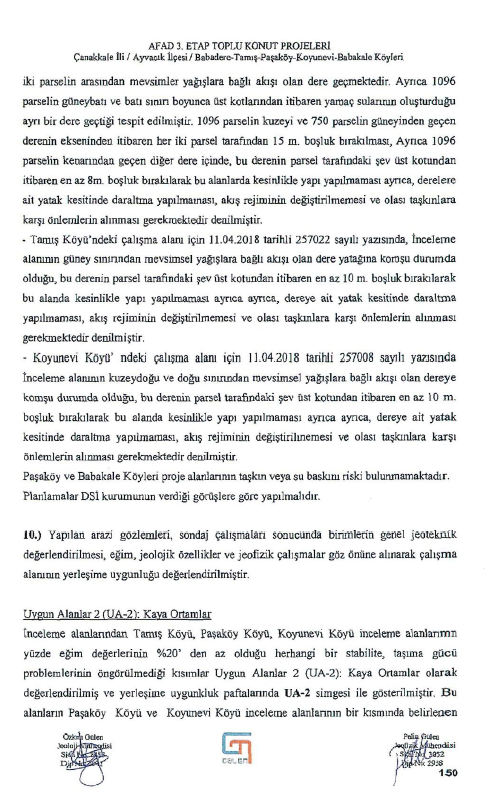 AFAD 3. ETAP TOPLU KONUT PROJELERİ
Çanakkale İli / Ayvacık İlçesi / Babadere-Tamış-Paşaköy-Koyunevi-Babakale Köyleri
iki parselin arasından mevsimler yağışlara bağlı akışı olan dere geçmektedir. Ayrıca 1096
parselin güneybatı ve batı sınırı boyunca üst kotlarından itibaren yamaç sularının oluşturduğu
ayrı bir dere geçtiği tespit edilmiştir. 1096 parselin kuzeyi ve 750 parselin güneyinden geçen
derenin ekseninden itibaren her iki parsel tarafından 15 m. boşluk bırakılması, Ayrıca 1096
parselin kenarından geçen diğer dere içinde, bu derenin parsel tarafındaki şev üst kotundan
itibaren en az 8m. boşluk bırakılarak bu alanlarda kesinlikle yapı yapılmaması ayrıca, derelere
ait yatak kesitinde daraltma yapılmaması, akış rejiminin değiştirilmemesi ve olası taşkınlara
karşı önlemlerin alınması gerekmektedir denilmiştir.
- Tamış Köyü'ndeki çalışma alanı için 11.04.2018 tarihli 257022 sayılı yazısında, İnceleme
alanının güney sınırından mevsimsel yağışlara bağlı akışı olan dere yatağına komşu durumda
olduğu, bu derenin parsel tarafındaki şev üst kotundan itibaren en az 10 m. boşluk bırakılarak
bu alanda kesinlikle yapı yapılmaması ayrıca ayrıca, dereye ait yatak kesitinde daraltma
yapılmaması, akış rejiminin değiştirilmemesi ve olası taşkınlara karşı önlemlerin alınması
gerekmektedir denilmiştir.
- Koyunevi Köyü' ndeki çalışma alanı için 11.04.2018 tarihli 257008 sayılı yazısında
İnceleme alanının kuzeydoğu ve doğu sınırından mevsimsel yağışlara bağlı akışı olan dereye
komşu durumda olduğu, bu derenin parsel tarafındaki şev üst kotundan itibaren en az 10 m.
boşluk bırakılarak bu alanda kesinlikle yapı yapılmaması ayrıca ayrıca, dereye ait yatak
kesitinde daraltma yapılmaması, akış rejiminin değiştirilmemesi ve olası taşkınlara karşı
önlemlerin alınması gerekmektedir denilmiştir.
Paşaköy ve Babakale Köyleri proje alanlarının taşkın veya su baskını riski bulunmamaktadır.
Planlamalar DSİ kurumunun verdiği görüşlere göre yapılmalıdır.
10.) Yapılan arazi gözlemleri, sondaj çalışmaları sonucunda birimlerin genel jeoteknik
değerlendirilmesi, eğim, jeolojik özellikler ve jeofizik çalışmalar göz önüne alınarak çalışma
alanının yerleşime uygunluğu değerlendirilmiştir.
Uygun Alanlar 2 (UA-2): Kaya Ortamlar
İnceleme alanlarından Tamış Köyü, Paşaköy Köyü, Koyunevi Köyü inceleme alanlarının
yüzde eğim değerlerinin %20' den az olduğu herhangi bir stabilite, taşıma gücü
problemlerinin öngörülmediği kısımlar Uygun Alanlar 2 (UA-2): Kaya Ortamlar olarak
değerlendirilmiş ve yerleşime uygunkluk paftalarında UA-2 simgesi ile gösterilmiştir. Bu
alanların Paşaköy Köyü ve Koyunevi Köyü inceleme alanlarının bir kısmında belirlenen
Özkan Gülen
Pelin Gülen
150